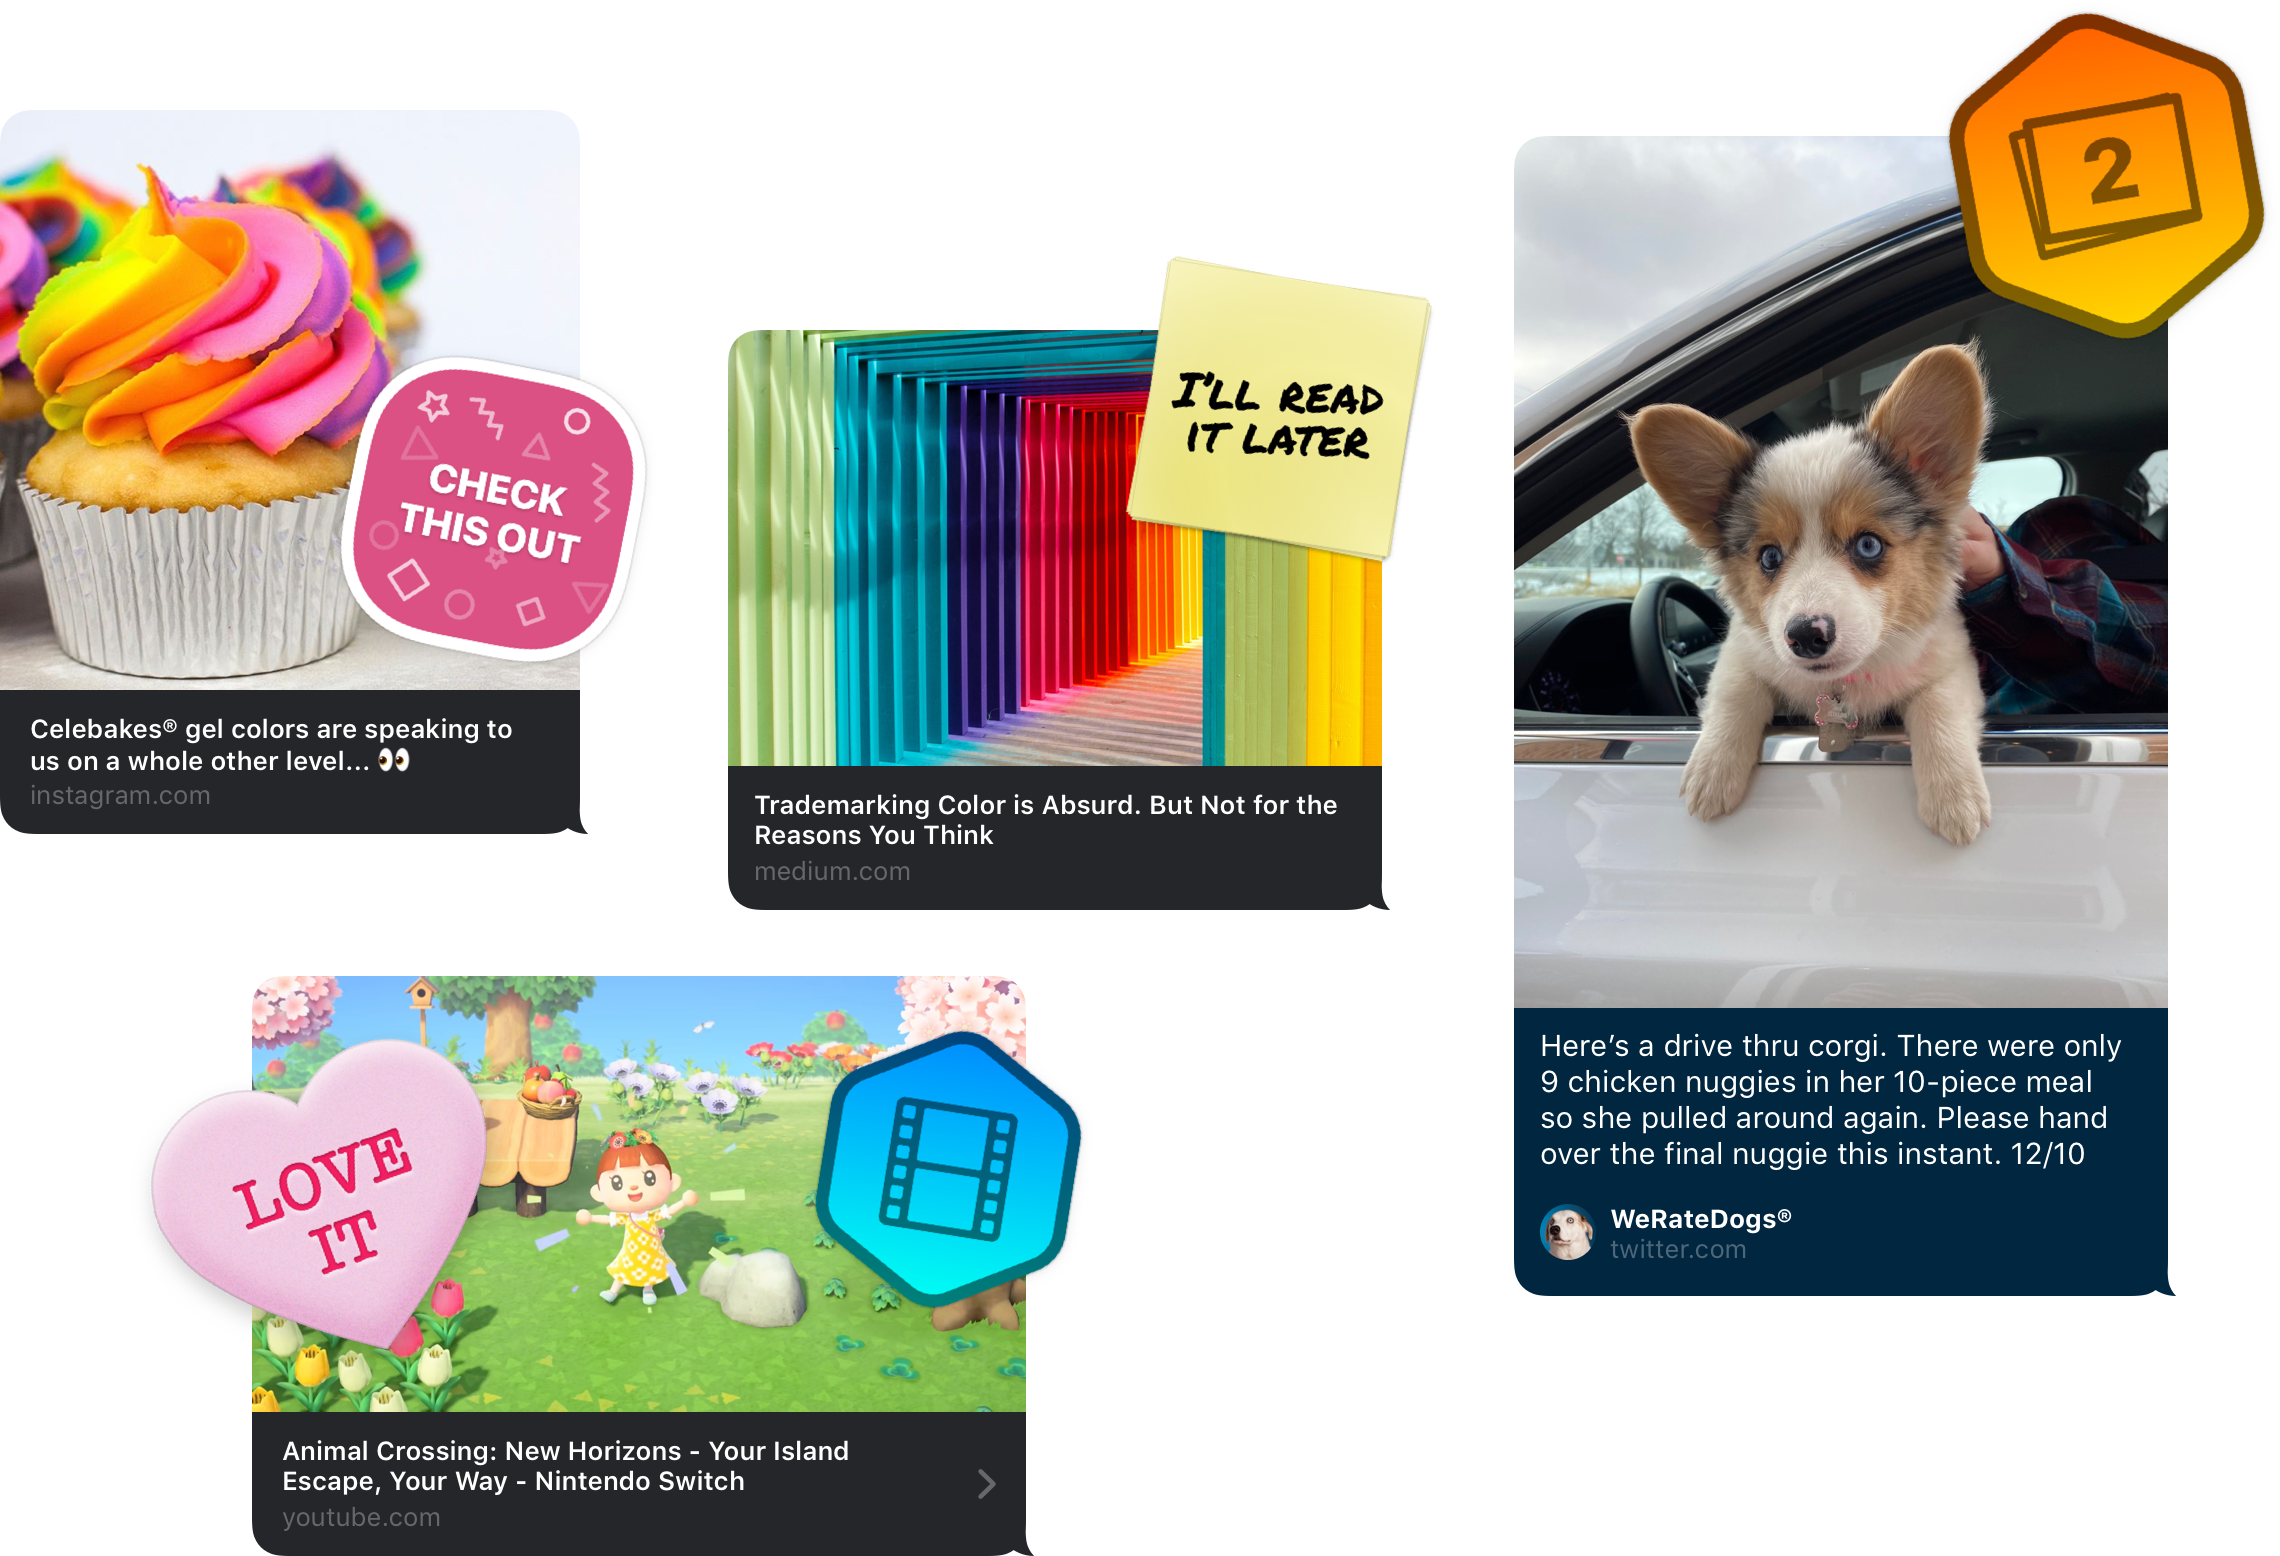 CHECK
THIS OUT
Celebakes® gel colors are speaking to
us on a whole other level... 👀
instagram.com
I'LL READ
IT LATER
Trademarking Color is Absurd. But Not for the
Reasons You Think
medium.com
2
Here’s a drive thru corgi. There were only
9 chicken nuggies in her 10-piece meal
so she pulled around again. Please hand
over the final nuggie this instant. 12/10
WeRateDogs®
twitter.com
LOVE
IT
Animal Crossing: New Horizons - Your Island
Escape, Your Way - Nintendo Switch
youtube.com